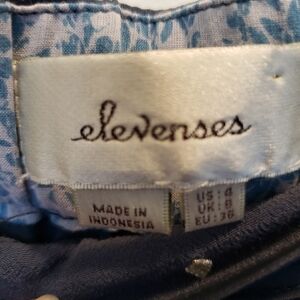 elevenses
MADE IN
INDONESIA
US: 4
UK: 8
EU: 36